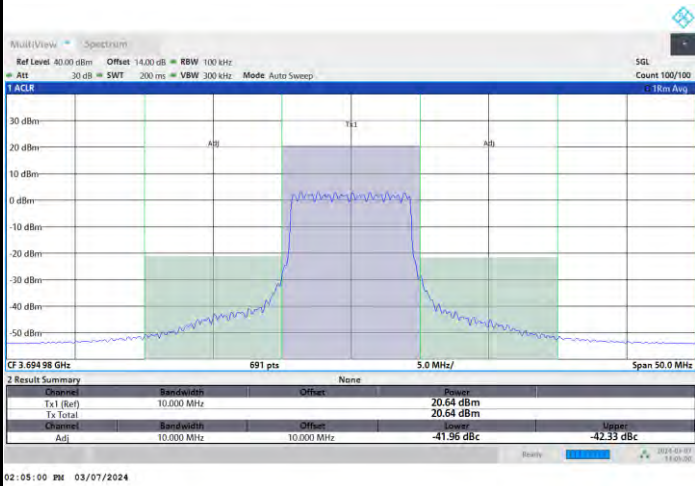 MultiView Spectrum
Ref Level 40.00 dBm Offset 14.00 dB RBW 100 kHz SGL
Att 30 dB SWT 200 ms VBW 300 kHz Mode Auto Sweep Count 100/100
1 ACLR 1Rm Avg
Tx1
30 dBm
Adj Adj
20 dBm
10 dBm
0 dBm
-10 dBm
-20 dBm
-30 dBm
-40 dBm
-50 dBm
CF 3.69498 GHz 691 pts 5.0 MHz/ Span 50.0 MHz
2 Result Summary None
Channel Bandwidth Offset Power
Tx1 (Ref) 10.000 MHz 20.64 dBm
Tx Total 20.64 dBm
Channel Bandwidth Offset Lower Upper
Adj 10.000 MHz 10.000 MHz -41.96 dBc -42.33 dBc
Ready
02:05:00 PM 03/07/2024